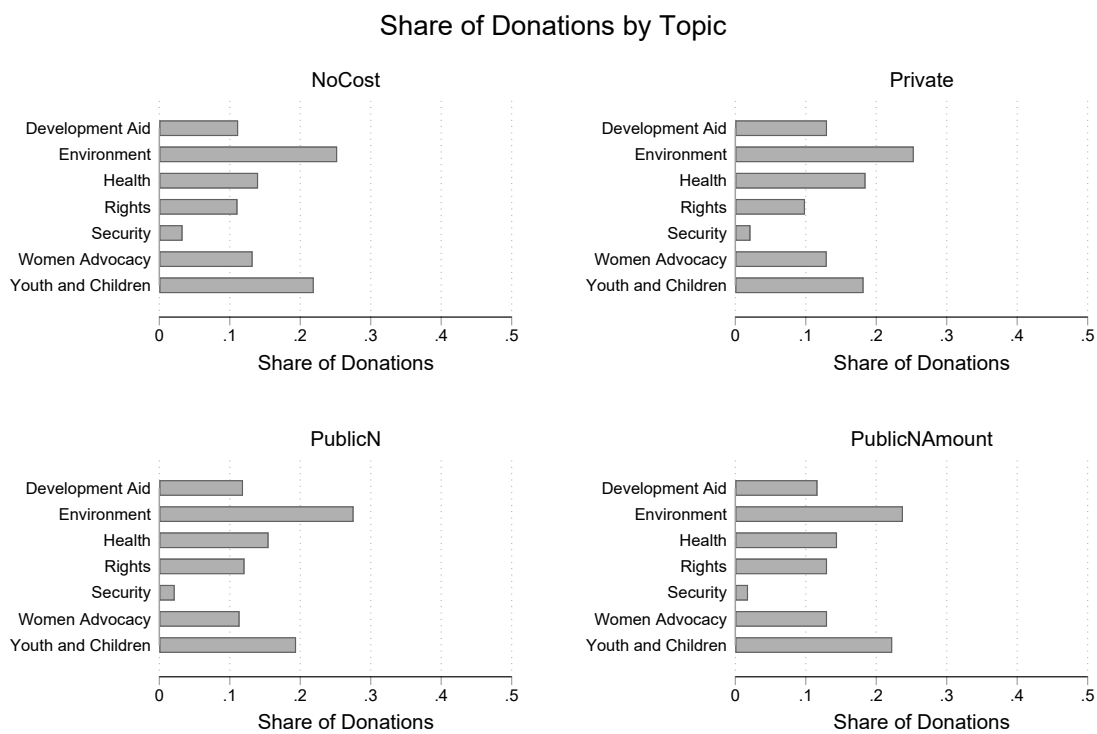 Share of Donations by Topic
NoCost
Development Aid
Environment
Health
Rights
Security
Women Advocacy
Youth and Children
0 .1 .2 .3 .4 .5
Share of Donations
Private
Development Aid
Environment
Health
Rights
Security
Women Advocacy
Youth and Children
0 .1 .2 .3 .4 .5
Share of Donations
PublicN
Development Aid
Environment
Health
Rights
Security
Women Advocacy
Youth and Children
0 .1 .2 .3 .4 .5
Share of Donations
PublicNAmount
Development Aid
Environment
Health
Rights
Security
Women Advocacy
Youth and Children
0 .1 .2 .3 .4 .5
Share of Donations